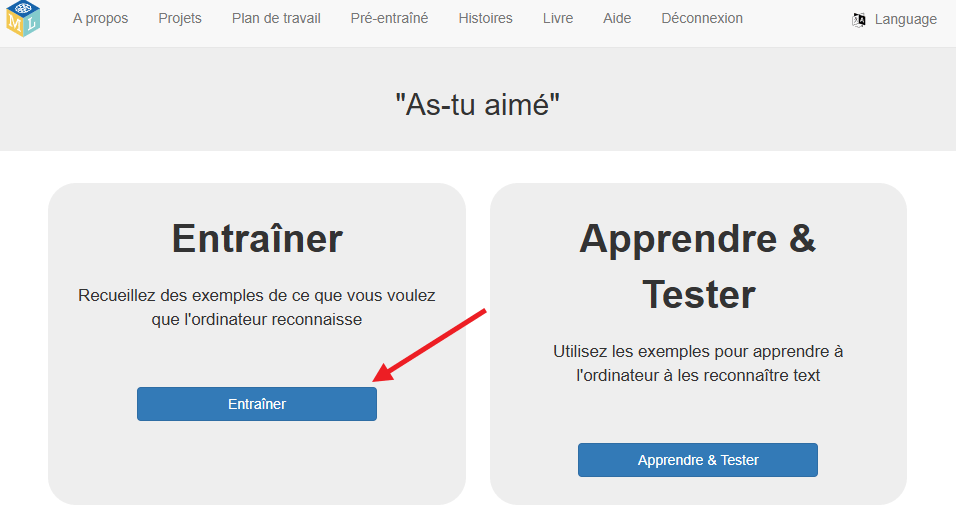 ML
A propos Projets Plan de travail Pré-entraîné Histoires Livre Aide Déconnexion Language
"As-tu aimé"
Entraîner
Recueillez des exemples de ce que vous voulez
que l'ordinateur reconnaisse
Entraîner
Apprendre &
Tester
Utilisez les exemples pour apprendre à
l'ordinateur à les reconnaître text
Apprendre & Tester